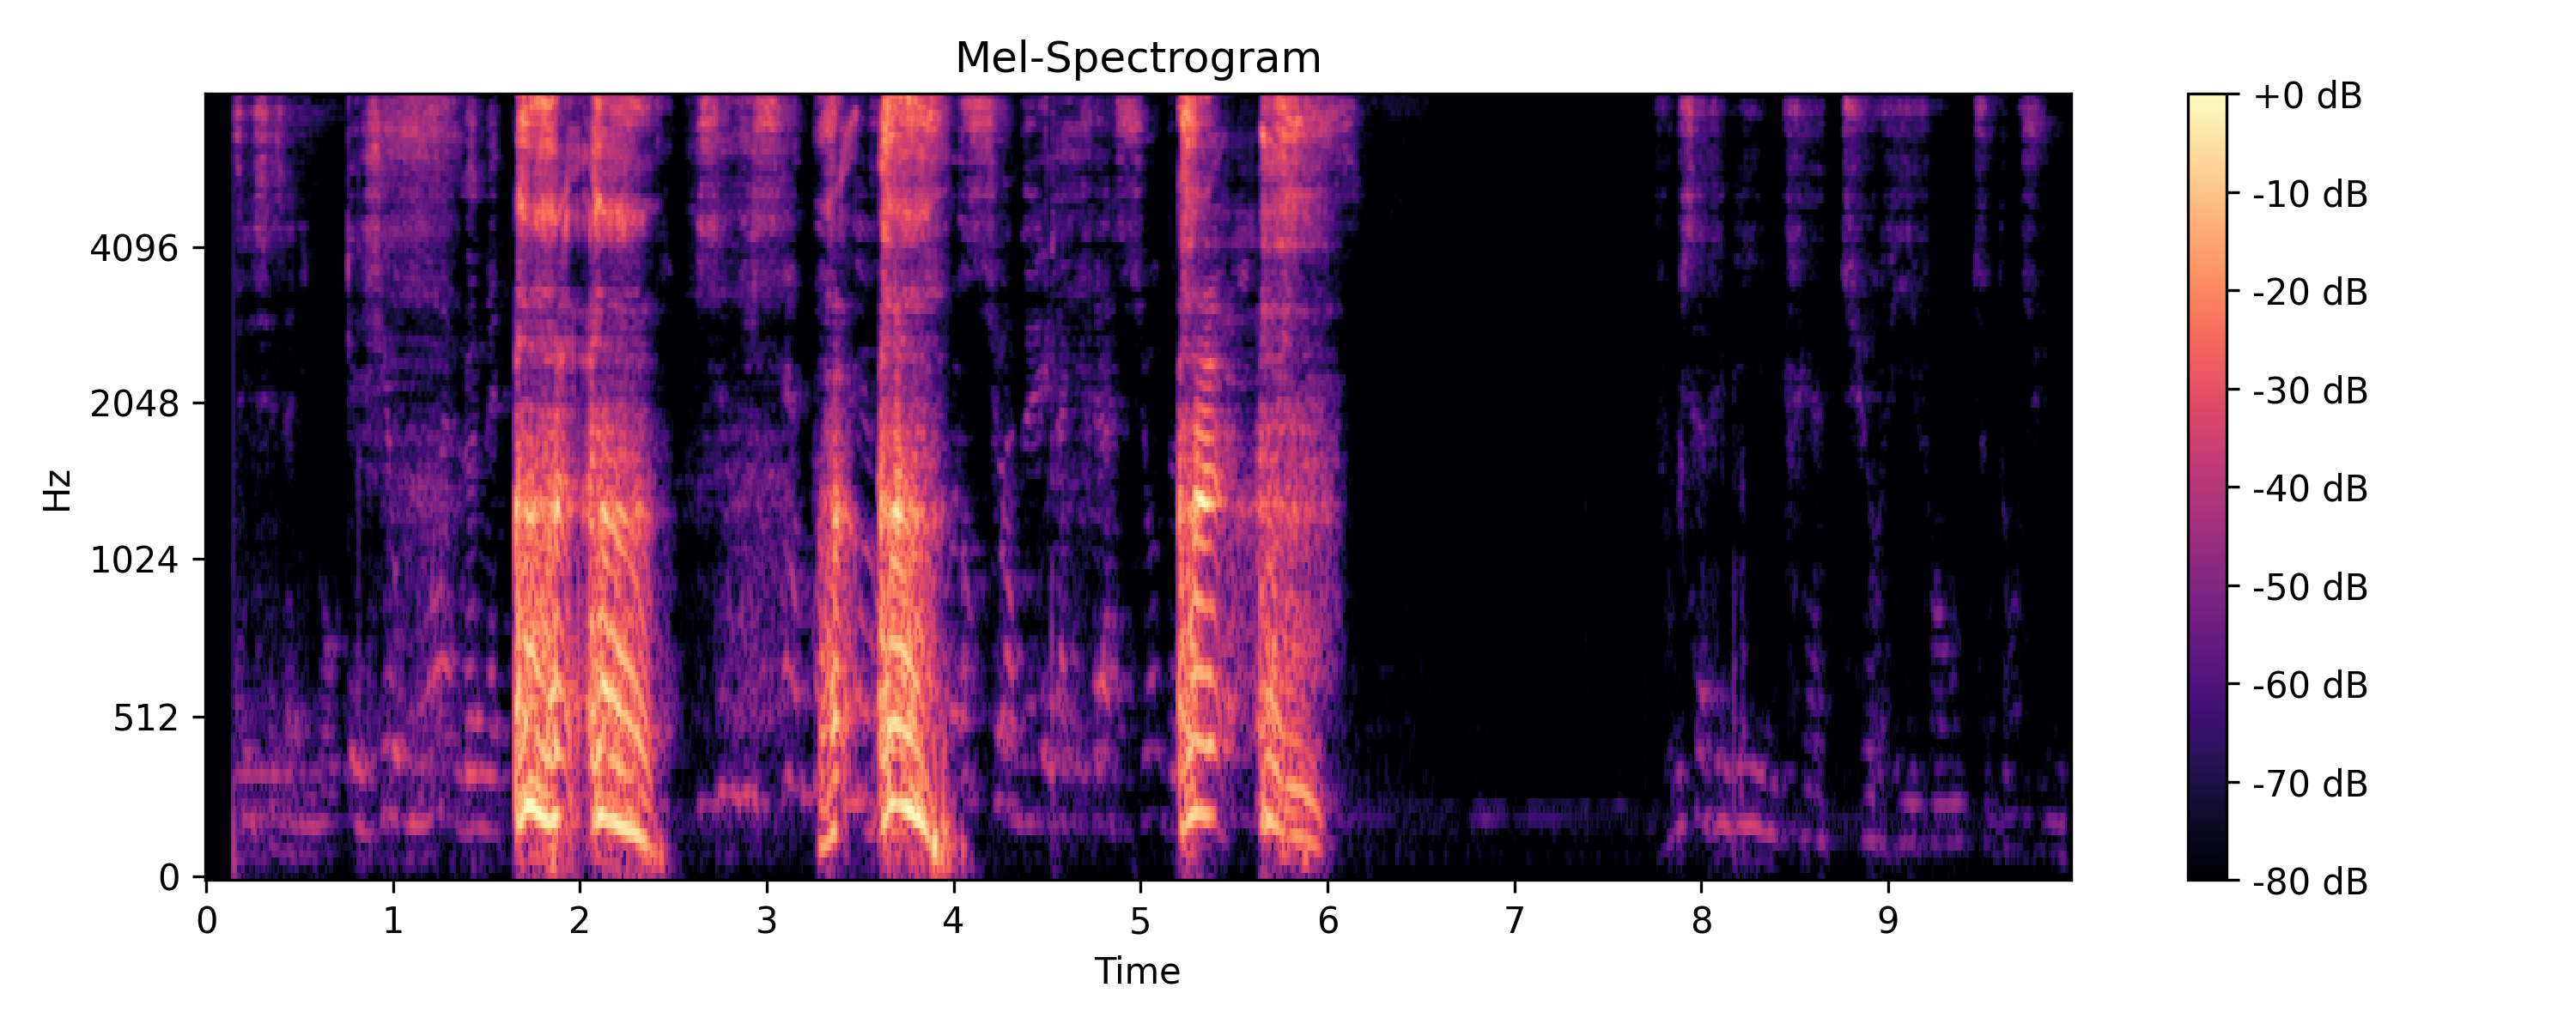 Mel-Spectrogram
+0 dB
-10 dB
-20 dB
-30 dB
-40 dB
-50 dB
-60 dB
-70 dB
-80 dB
Hz
4096
2048
1024
512
0
0 1 2 3 4 5 6 7 8 9
Time